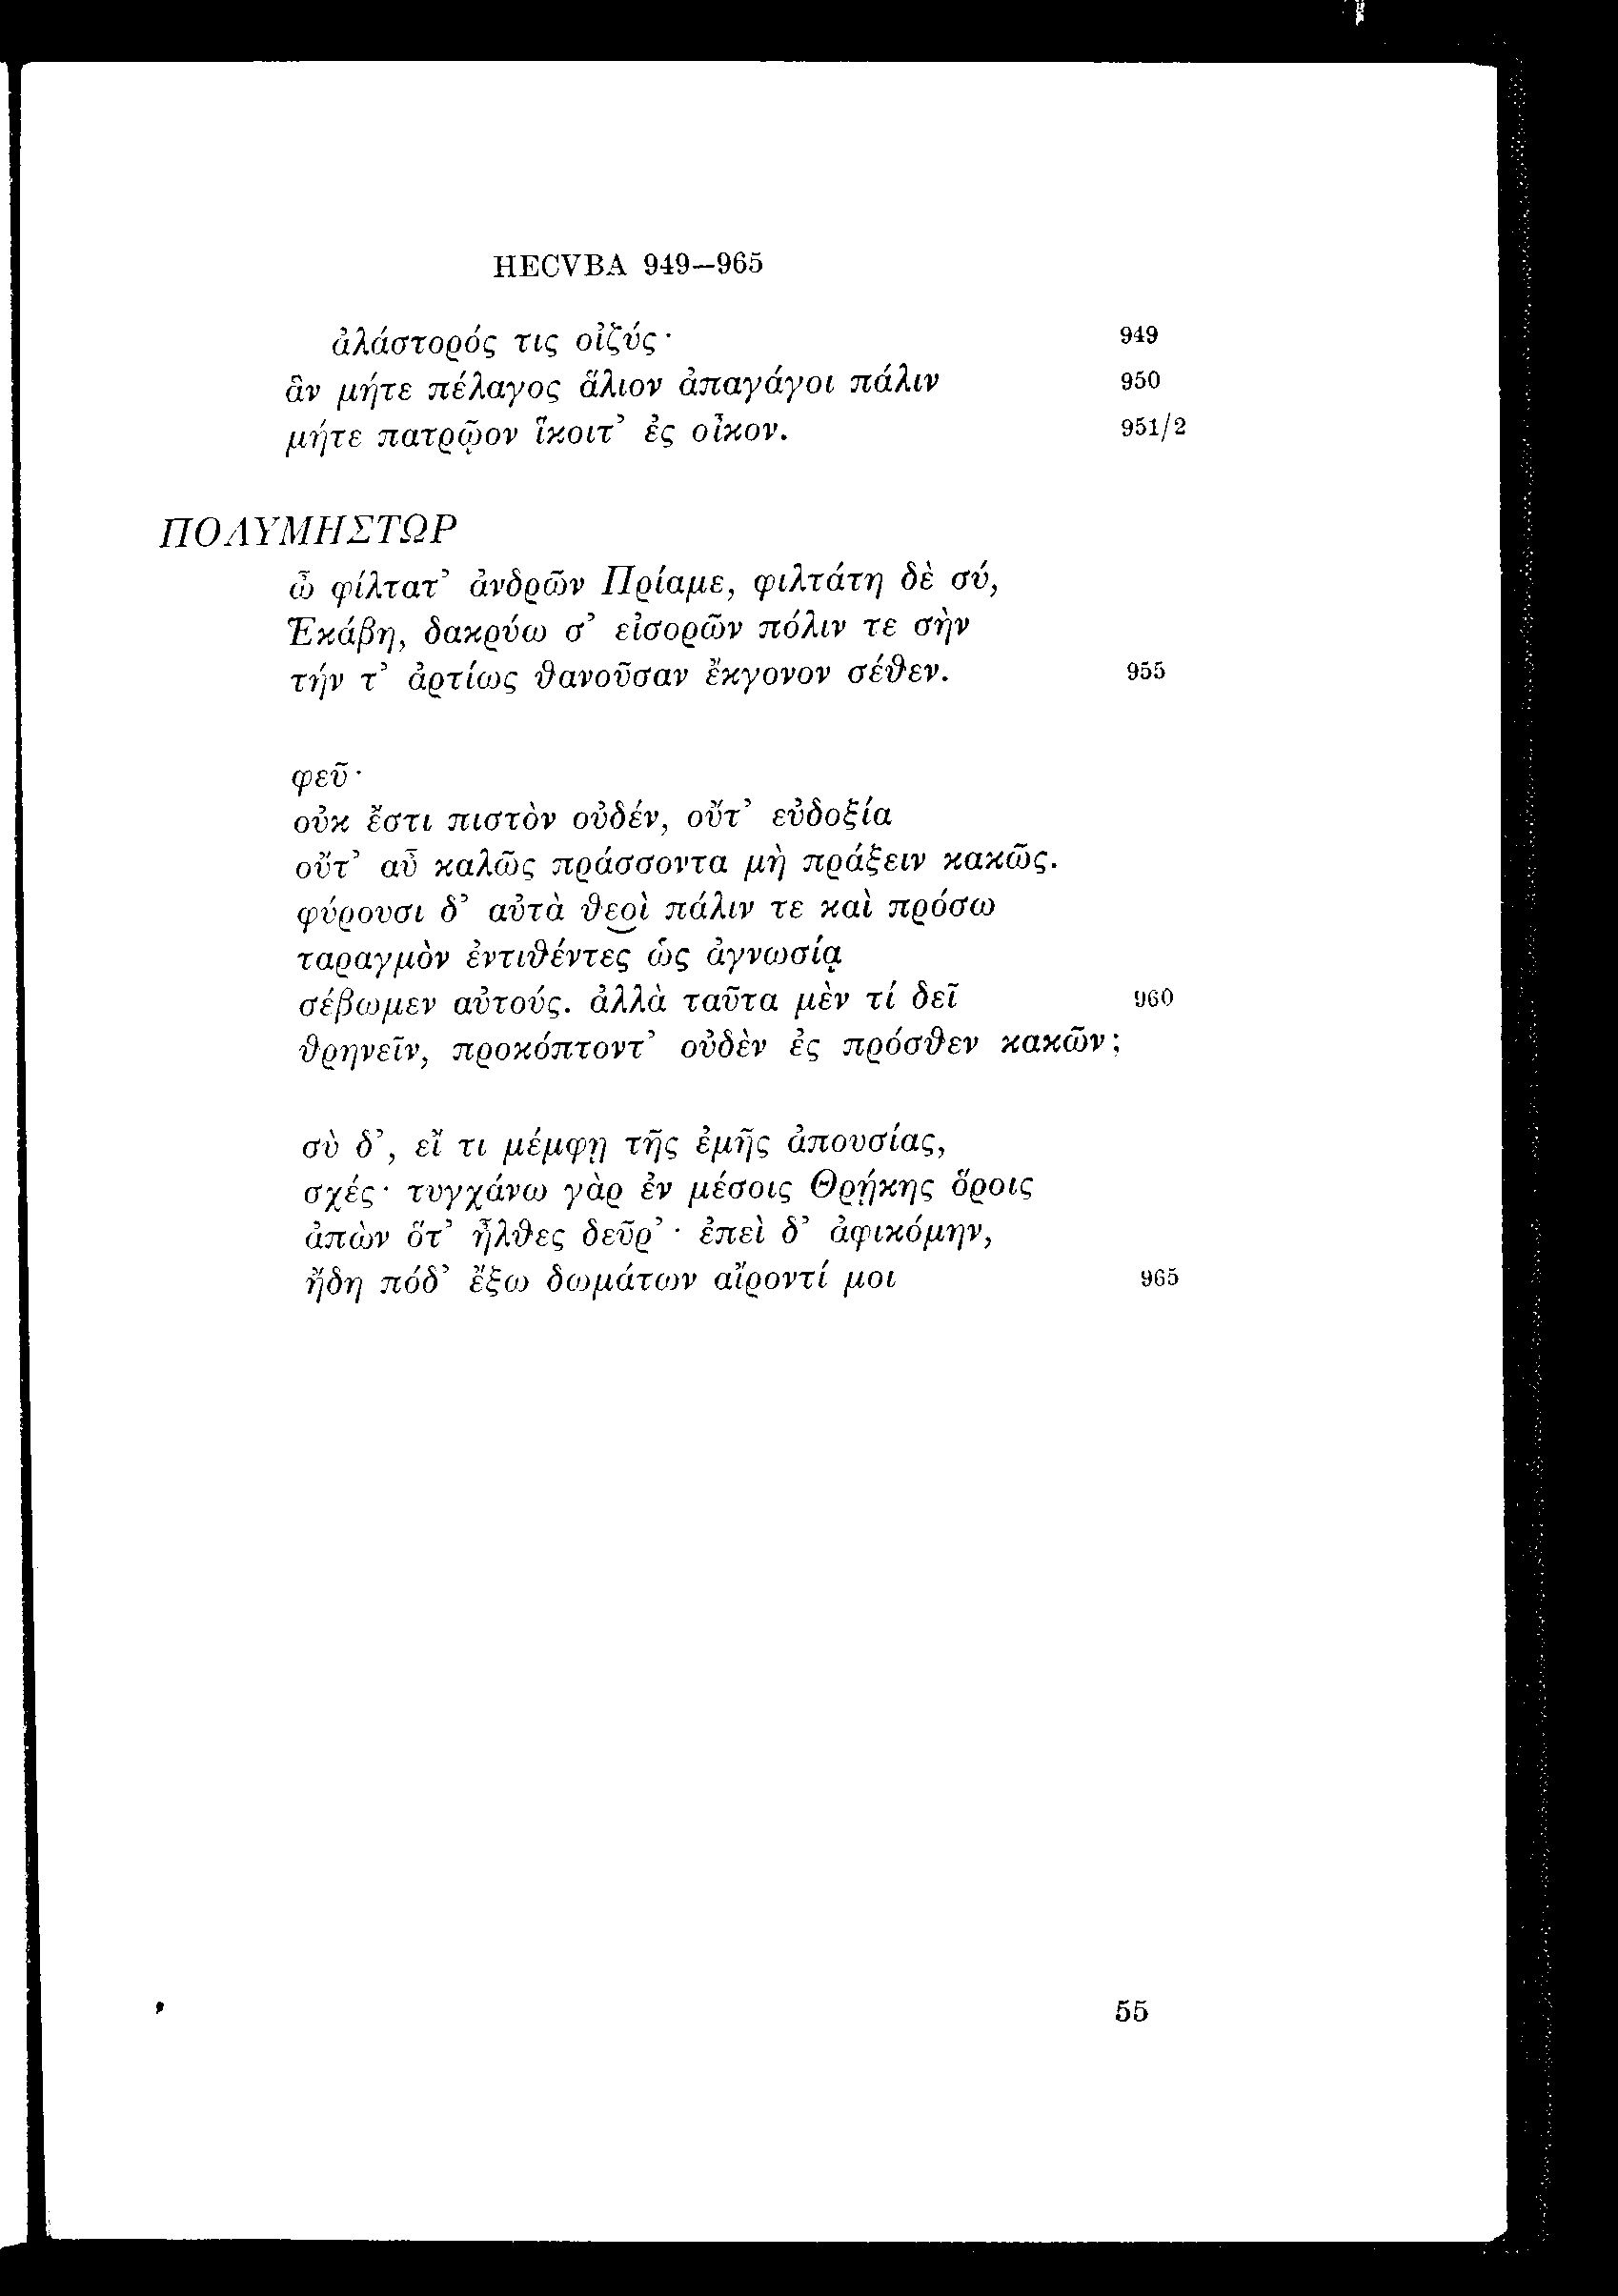 HECVBA 949–965
ἀλάστορός τις οἰζύς· 949
ἃν μήτε πέλαγος ἅλιον ἀπαγάγοι πάλιν 950
μήτε πατρῷον ἵκοιτ’ ἐς οἶκον. 951/2
ΠΟΛΥΜΗΣΤΩΡ
ὦ φίλτατ’ ἀνδρῶν Πρίαμε, φιλτάτη δὲ σύ,
Ἑκάβη, δακρύω σ’ εἰσορῶν πόλιν τε σὴν
τήν τ’ ἀρτίως θανοῦσαν ἔκγονον σέθεν. 955
φεῦ·
οὐκ ἔστι πιστὸν οὐδέν, οὔτ’ εὐδοξία
οὔτ’ αὖ καλῶς πράσσοντα μὴ πράξειν κακῶς.
φύρουσι δ’ αὐτὰ θεοὶ πάλιν τε καὶ πρόσω
ταραγμὸν ἐντιθέντες ὡς ἀγνωσίᾳ
σέβωμεν αὐτούς. ἀλλὰ ταῦτα μὲν τί δεῖ 960
θρηνεῖν, προκόπτοντ’ οὐδὲν ἐς πρόσθεν κακῶν;
σὺ δ’, εἴ τι μέμφῃ τῆς ἐμῆς ἀπουσίας,
σχές· τυγχάνω γὰρ ἐν μέσοις Θρῄκης ὅροις
ἀπὼν ὅτ’ ἦλθες δεῦρ’· ἐπεὶ δ’ ἀφικόμην,
ἤδη πόδ’ ἔξω δωμάτων αἴροντί μοι 965
55